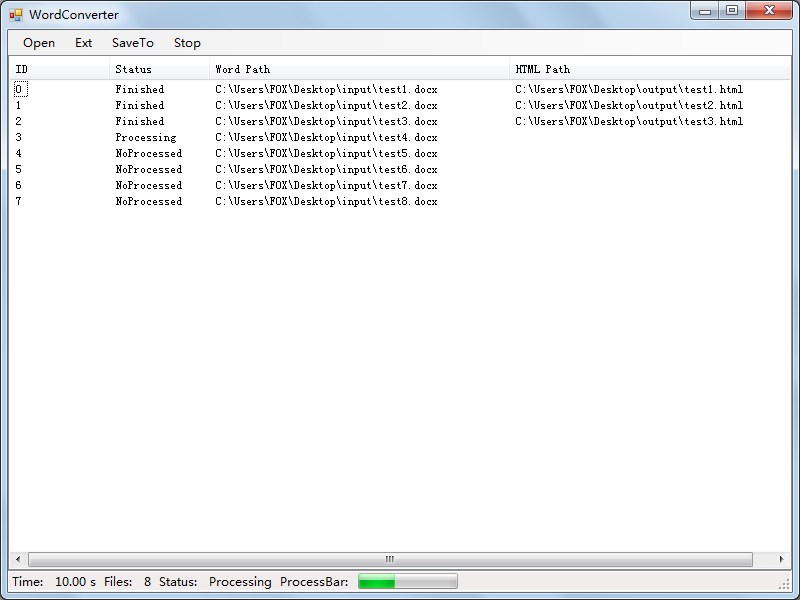 WordConverter
Open Ext SaveTo Stop
ID Status Word Path HTML Path
0 Finished C:\Users\FOX\Desktop\input\test1.docx C:\Users\FOX\Desktop\output\test1.html
1 Finished C:\Users\FOX\Desktop\input\test2.docx C:\Users\FOX\Desktop\output\test2.html
2 Finished C:\Users\FOX\Desktop\input\test3.docx C:\Users\FOX\Desktop\output\test3.html
3 Processing C:\Users\FOX\Desktop\input\test4.docx
4 NoProcessed C:\Users\FOX\Desktop\input\test5.docx
5 NoProcessed C:\Users\FOX\Desktop\input\test6.docx
6 NoProcessed C:\Users\FOX\Desktop\input\test7.docx
7 NoProcessed C:\Users\FOX\Desktop\input\test8.docx
Time: 10.00 s Files: 8 Status: Processing ProcessBar: